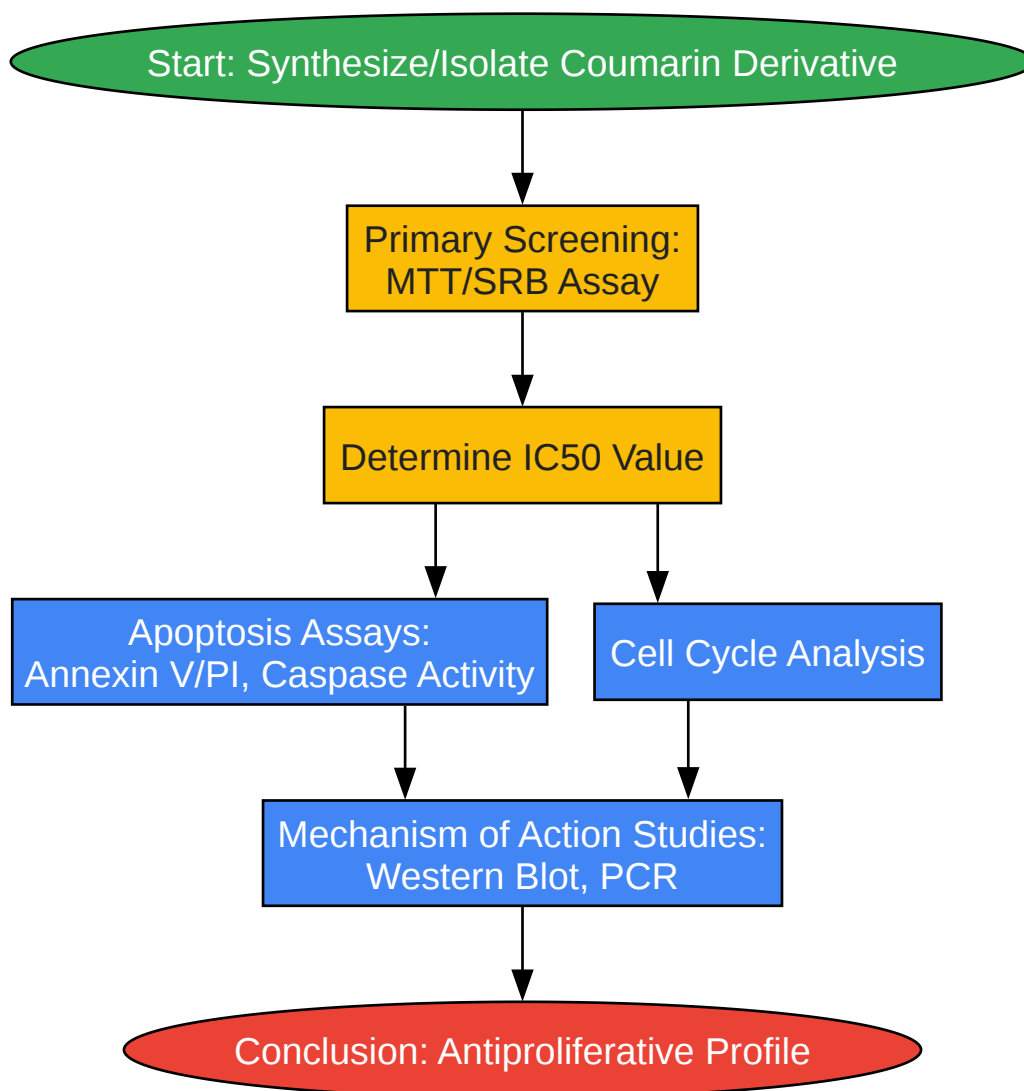 Start: Synthesize/Isolate Coumarin Derivative
Primary Screening:
MTT/SRB Assay
Determine IC50 Value
Apoptosis Assays:
Annexin V/PI, Caspase Activity
Cell Cycle Analysis
Mechanism of Action Studies:
Western Blot, PCR
Conclusion: Antiproliferative Profile